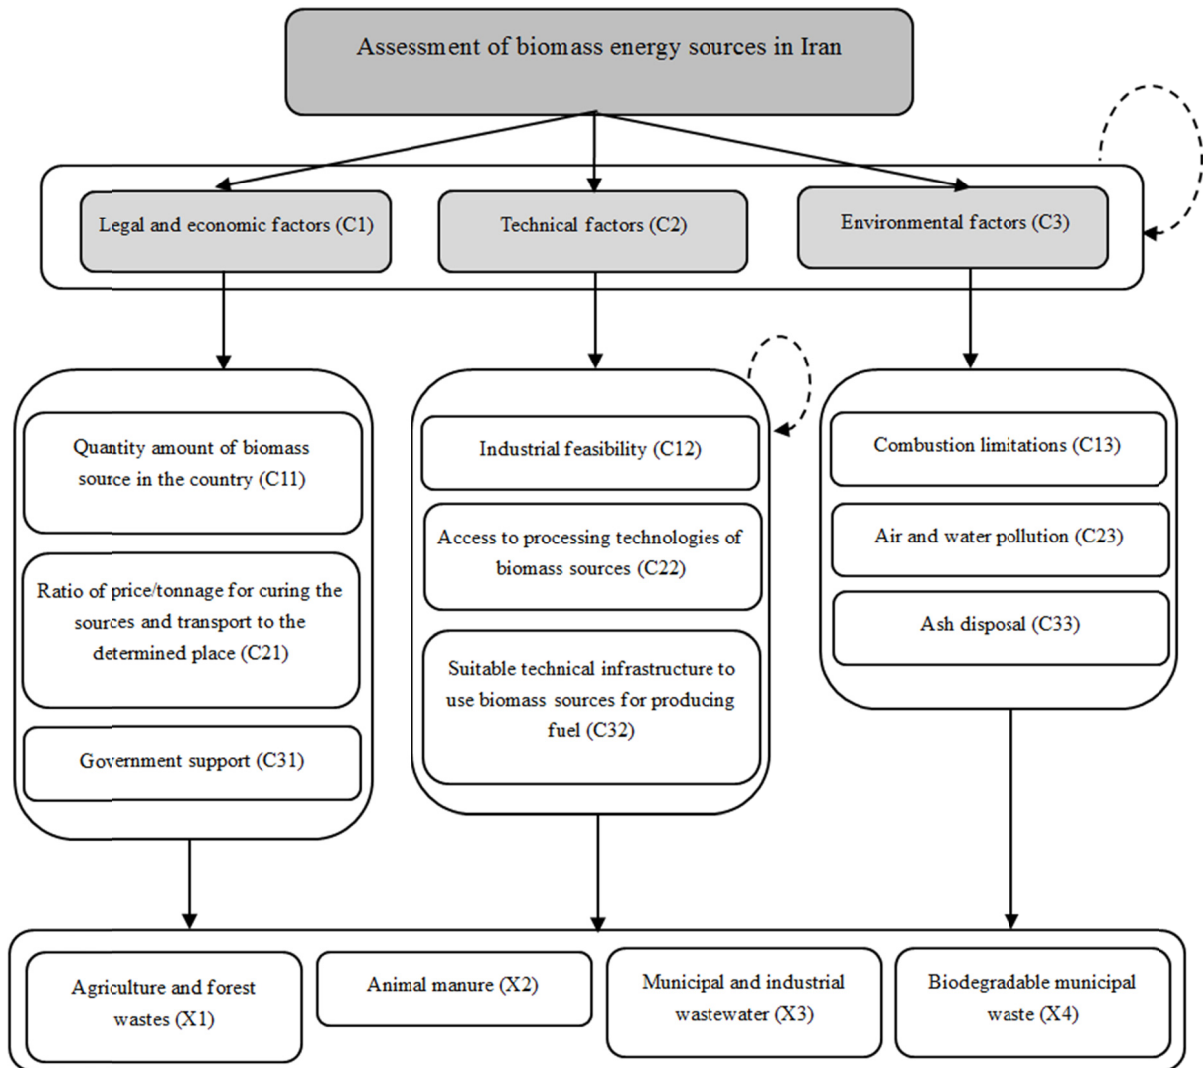 Assessment of biomass energy sources in Iran
Legal and economic factors (C1)
Technical factors (C2)
Environmental factors (C3)
Quantity amount of biomass
source in the country (C11)
Ratio of price/tonnage for curing the
sources and transport to the
determined place (C21)
Government support (C31)
Industrial feasibility (C12)
Access to processing technologies of
biomass sources (C22)
Suitable technical infrastructure to
use biomass sources for producing
fuel (C32)
Combustion limitations (C13)
Air and water pollution (C23)
Ash disposal (C33)
Agriculture and forest
wastes (X1)
Animal manure (X2)
Municipal and industrial
wastewater (X3)
Biodegradable municipal
waste (X4)